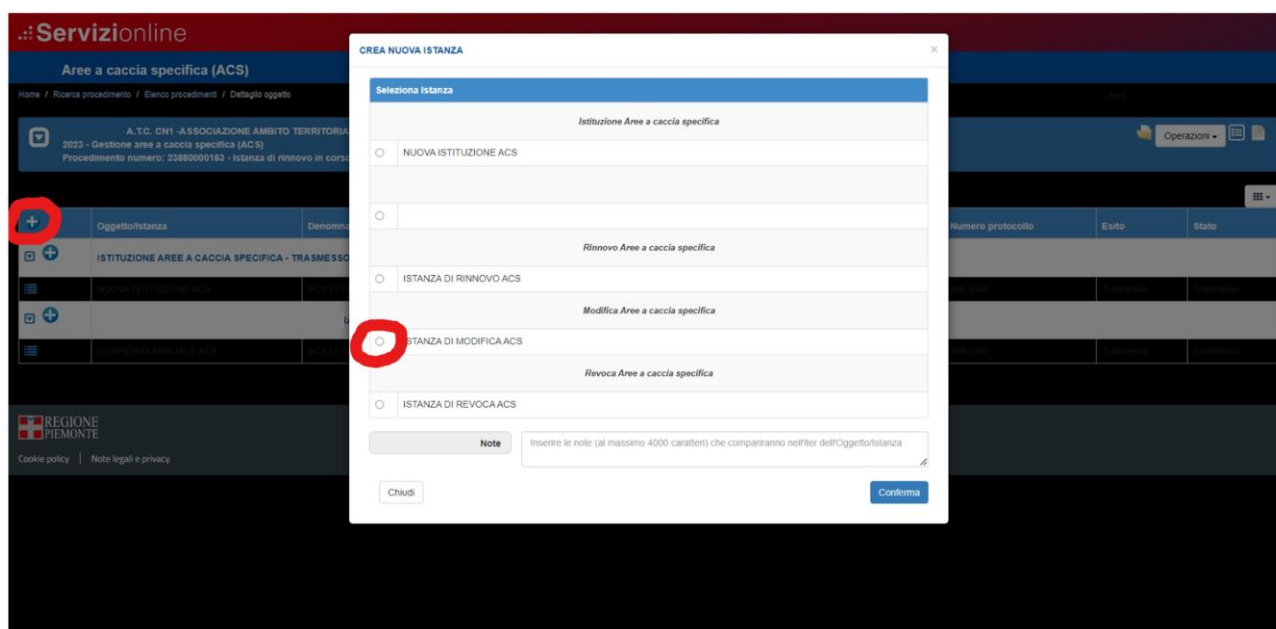 .::Servizionline
Aree a caccia specifica (ACS)
Home / Ricerca procedimento / Elenco procedimenti / Dettaglio oggetto
A.T.C. CN1 -ASSOCIAZIONE AMBITO TERRITORIA
2023 - Gestione aree a caccia specifica (ACS)
Procedimento numero: 23880000163 - Istanza di rinnovo in corso
Operazioni
Oggetto/Istanza
Numero protocollo
Esito
Stato
ISTITUZIONE AREE A CACCIA SPECIFICA - TRASMESSO
NUOVA ISTITUZIONE ACS
Trasmesso
Trasmesso
CONFERMA ANNUALE ACS
Trasmesso
Trasmesso
REGIONE
PIEMONTE
Cookie policy | Note legali e privacy
CREA NUOVA ISTANZA
×
Seleziona Istanza
Istituzione Aree a caccia specifica
NUOVA ISTITUZIONE ACS
Rinnovo Aree a caccia specifica
ISTANZA DI RINNOVO ACS
Modifica Aree a caccia specifica
STANZA DI MODIFICA ACS
Revoca Aree a caccia specifica
ISTANZA DI REVOCA ACS
Note
Inserire le note (al massimo 4000 caratteri) che compariranno nell'iter dell'Oggetto/Istanza
Chiudi
Conferma